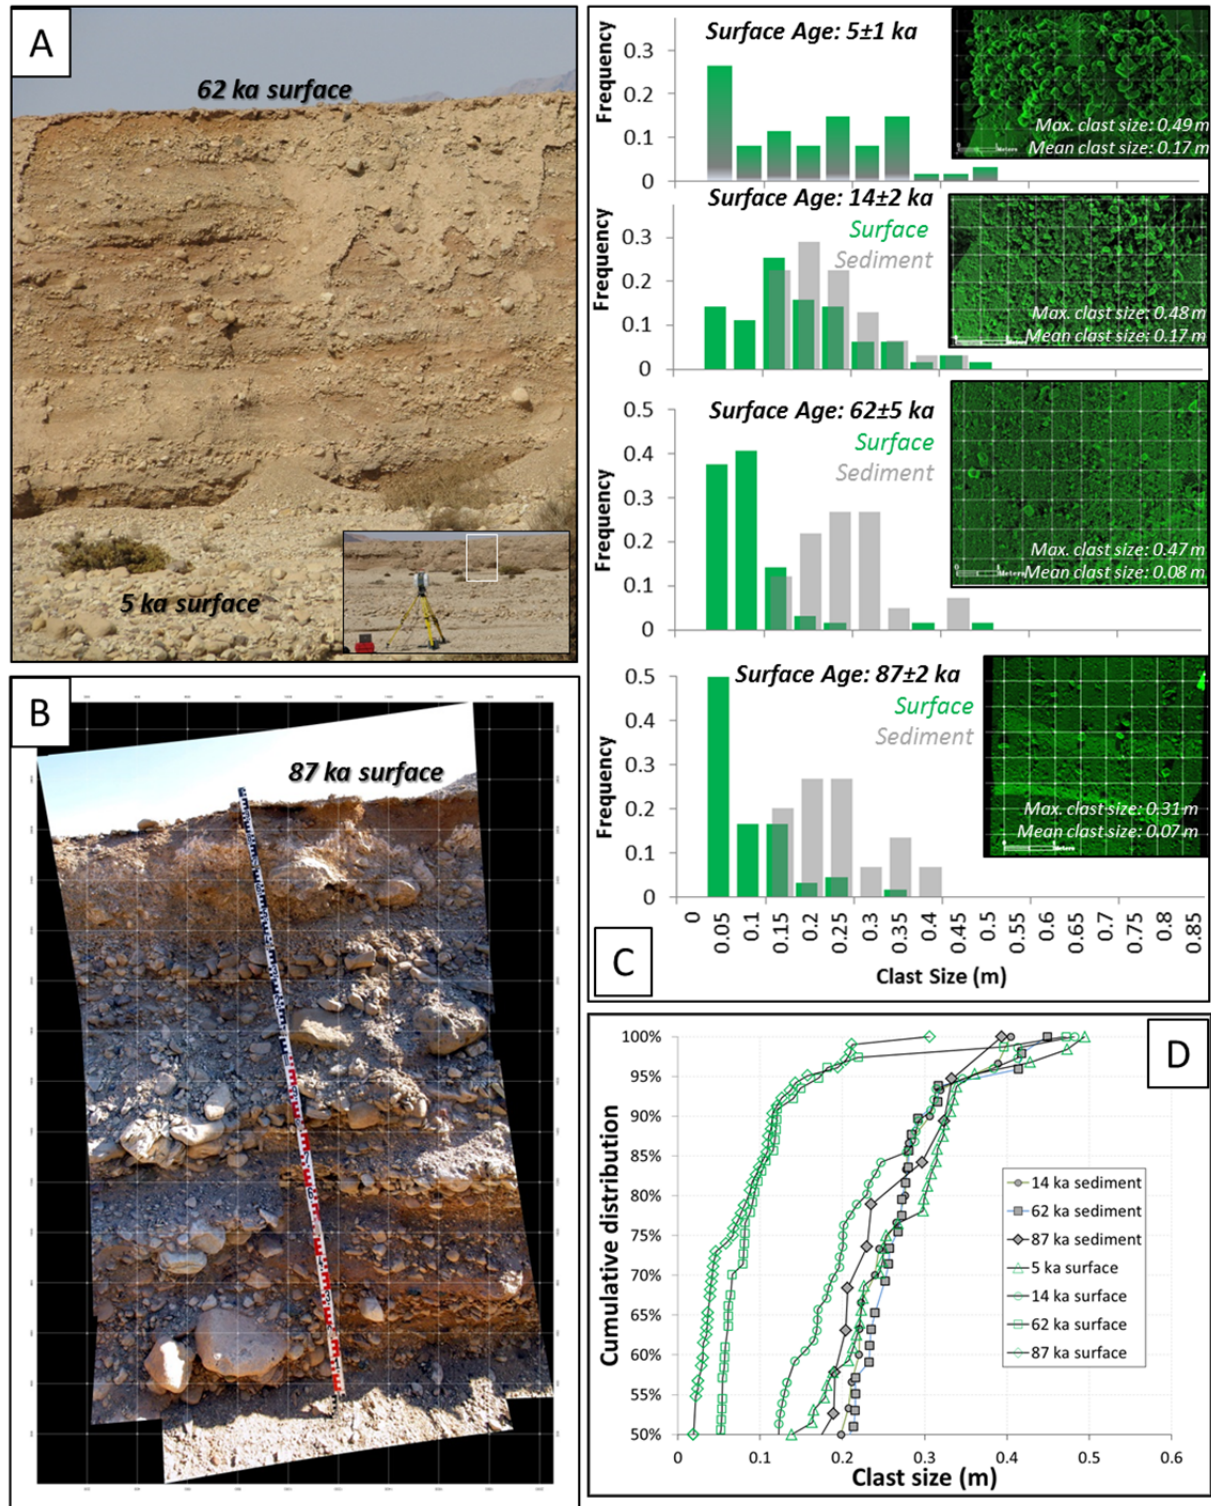 A
62 ka surface
5 ka surface
B
87 ka surface
Surface Age: 5±1 ka
Frequency
0.3
0.2
0.1
0
Max. clast size: 0.49 m
Mean clast size: 0.17 m
Meters
Surface Age: 14±2 ka
Surface
Sediment
Frequency
0.3
0.2
0.1
0
Max. clast size: 0.48 m
Mean clast size: 0.17 m
Surface Age: 62±5 ka
Surface
Sediment
Frequency
0.5
0.4
0.3
0.2
0.1
0
Max. clast size: 0.47 m
Mean clast size: 0.08 m
Meters
Surface Age: 87±2 ka
Surface
Sediment
Frequency
0.5
0.4
0.3
0.2
0.1
0
Max. clast size: 0.31 m
Mean clast size: 0.07 m
Meters
0 0.05 0.1 0.15 0.2 0.25 0.3 0.35 0.4 0.45 0.5 0.55 0.6 0.65 0.7 0.75 0.8 0.85
Clast Size (m)
C
D
Cumulative distribution
100%
95%
90%
85%
80%
75%
70%
65%
60%
55%
50%
14 ka sediment
62 ka sediment
87 ka sediment
5 ka surface
14 ka surface
62 ka surface
87 ka surface
0 0.1 0.2 0.3 0.4 0.5 0.6
Clast size (m)